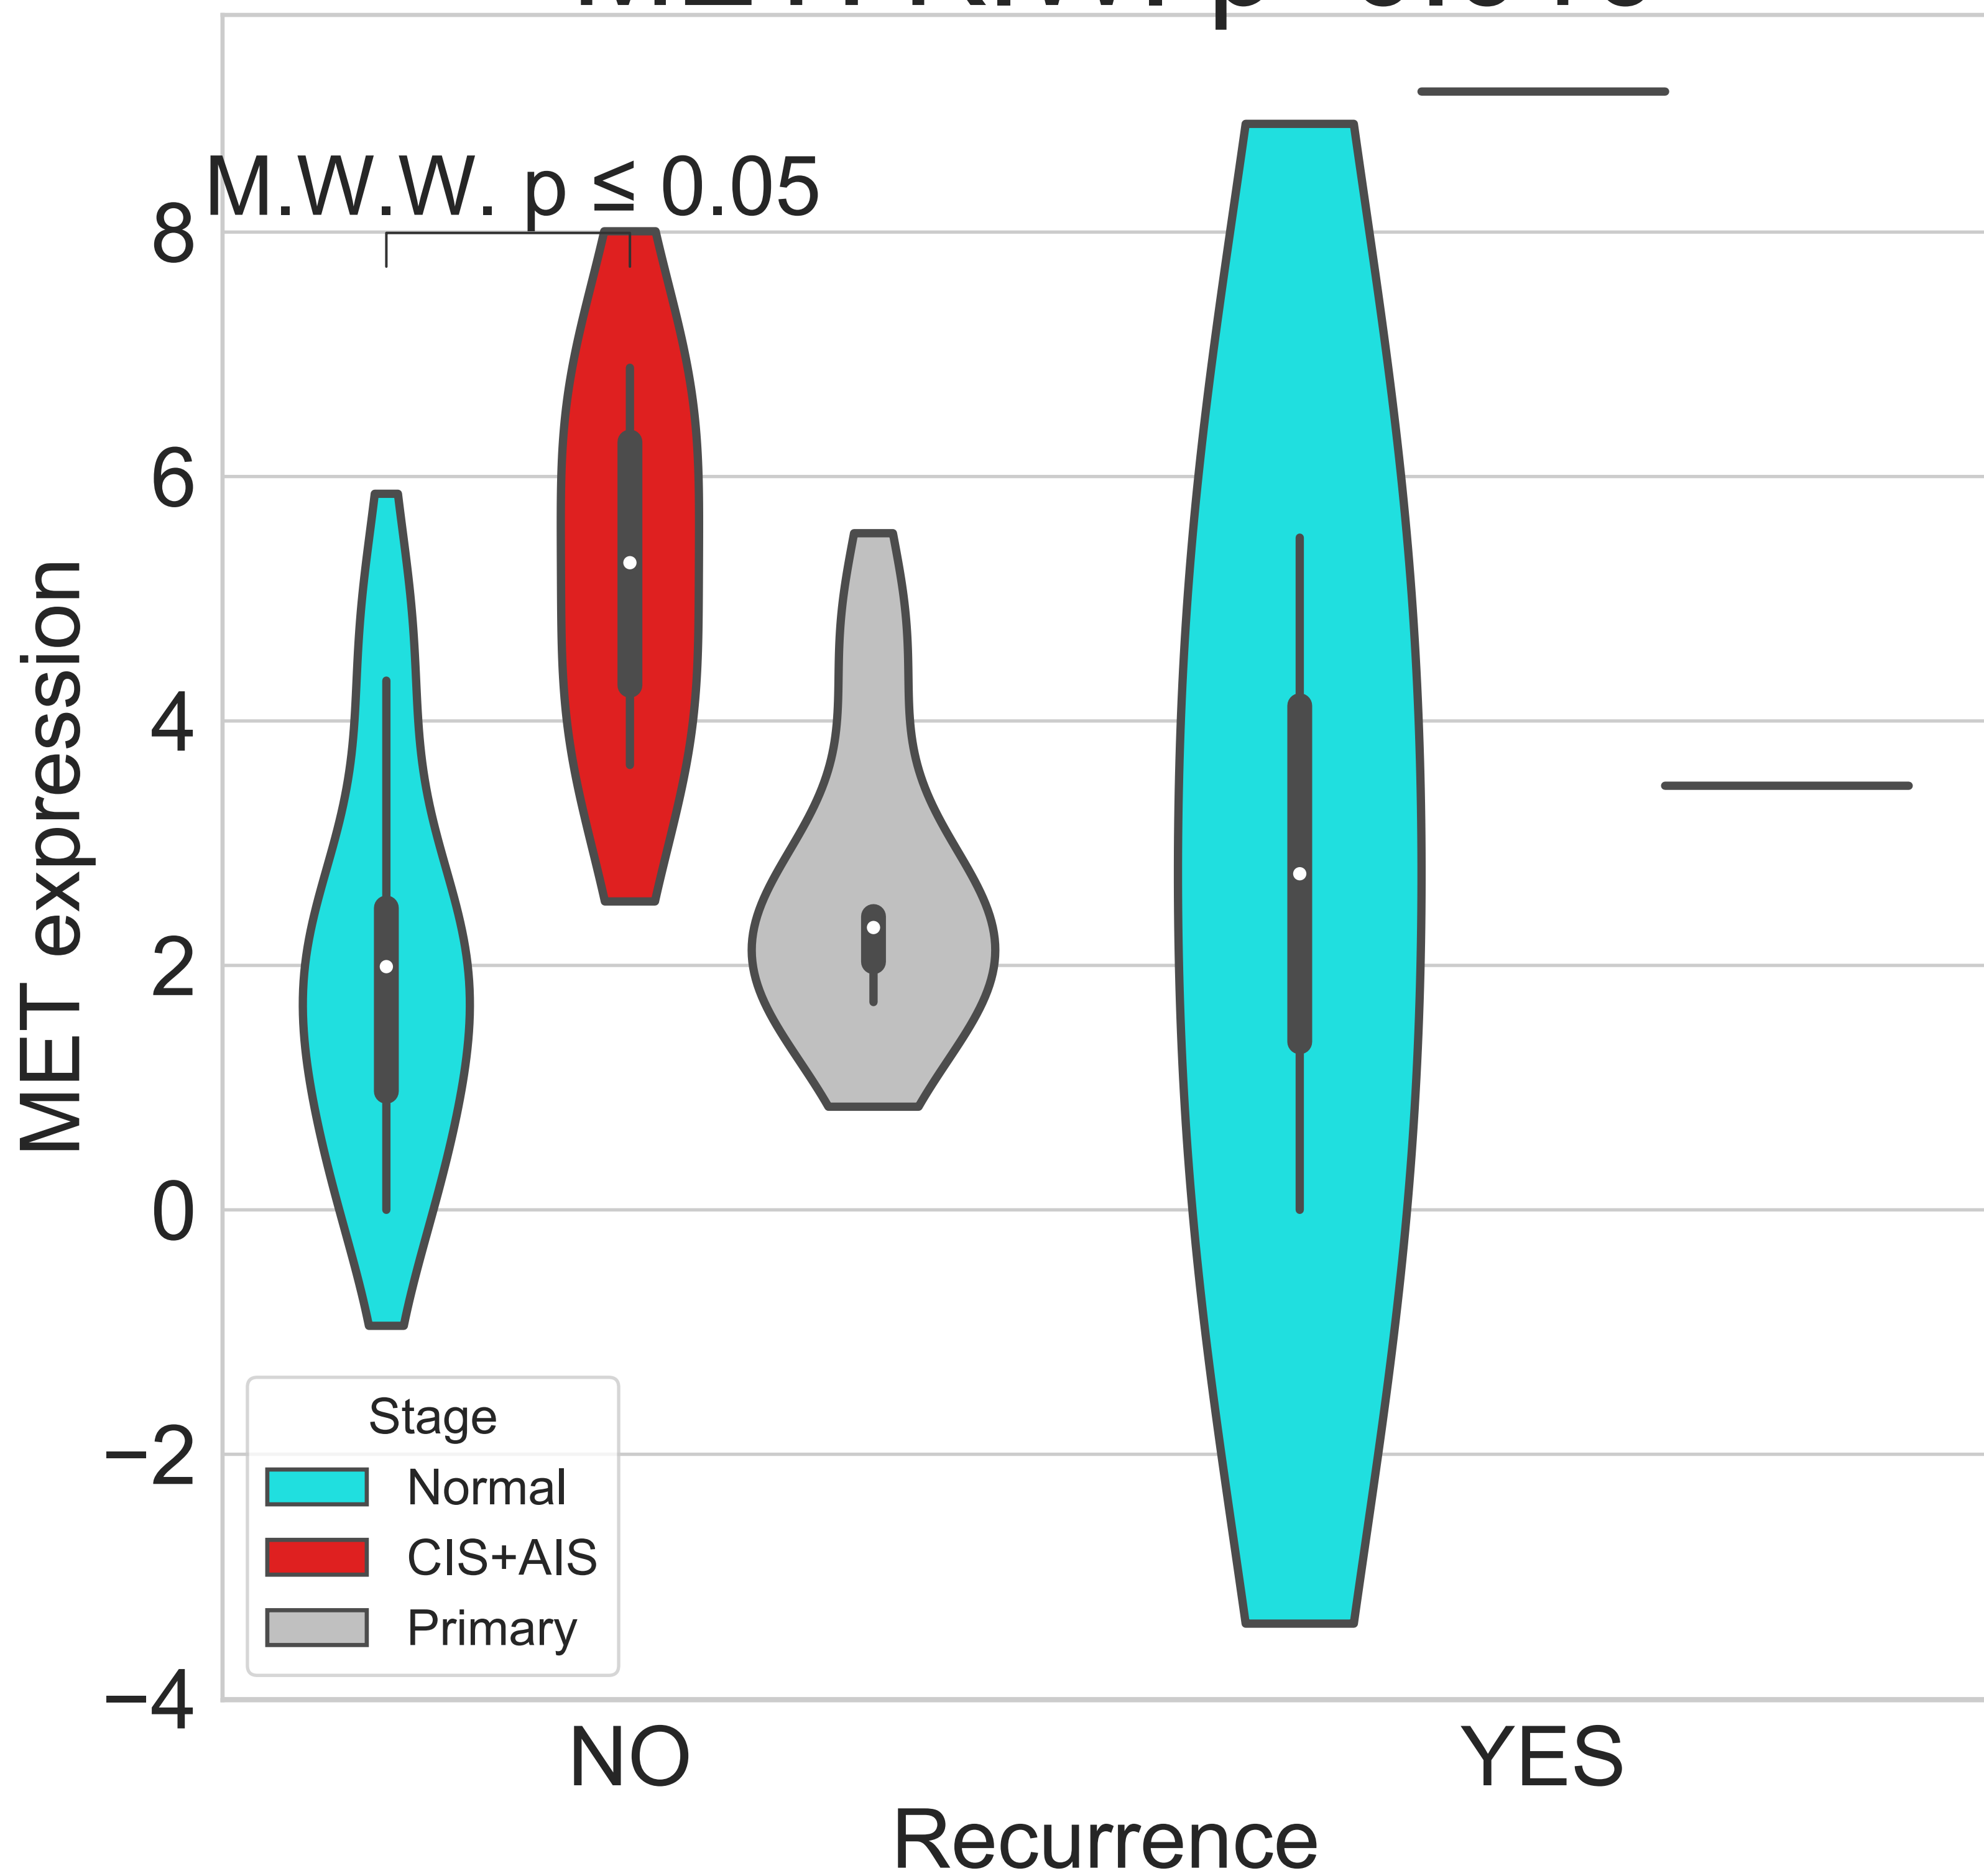 M.W.W. p ≤ 0.05
8
6
4
2
0
−2
−4
MET expression
Stage
Normal
CIS+AIS
Primary
NO
YES
Recurrence